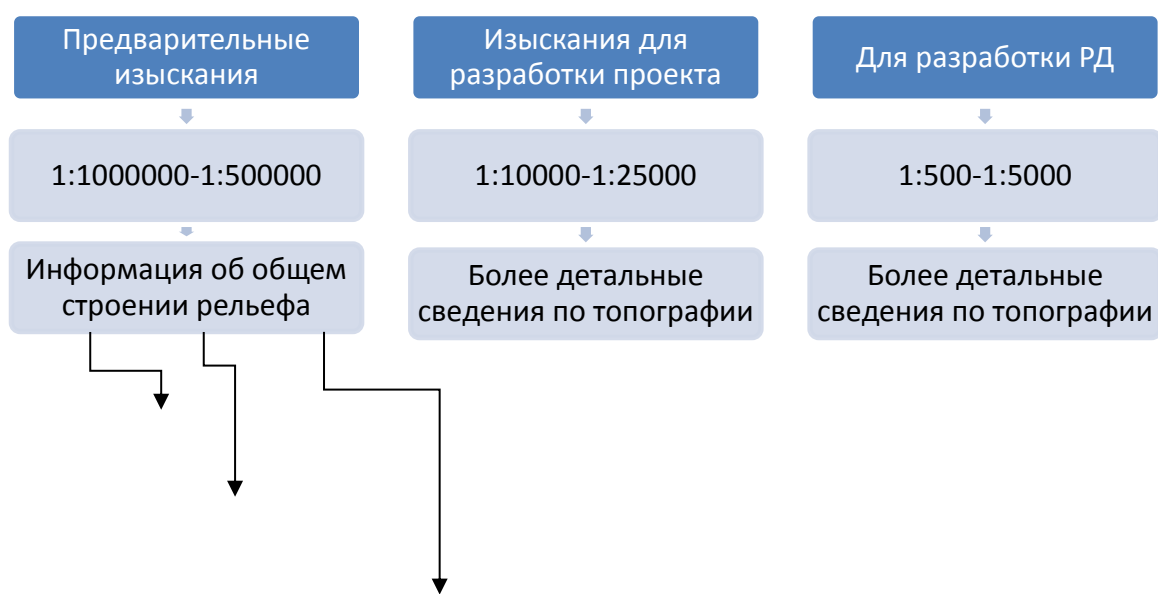 Предварительные
изыскания
1:1000000-1:500000
Информация об общем
строении рельефа
Изыскания для
разработки проекта
1:10000-1:25000
Более детальные
сведения по топографии
Для разработки РД
1:500-1:5000
Более детальные
сведения по топографии